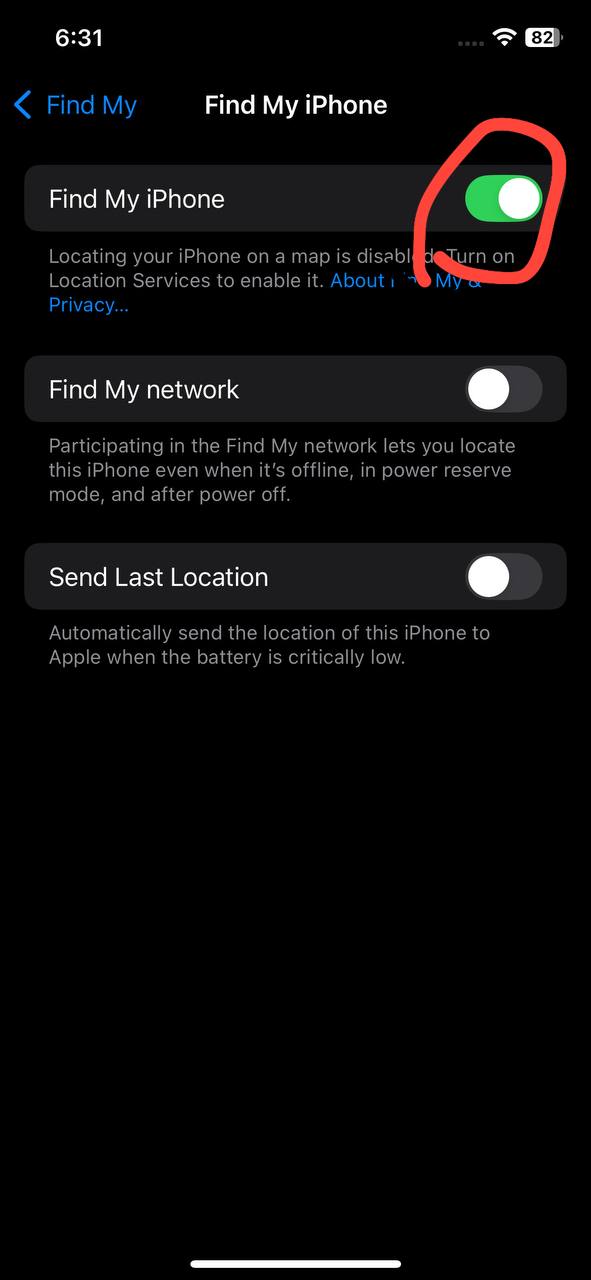 6:31
82
Find My
Find My iPhone
Find My iPhone
Locating your iPhone on a map is disabled. Turn on
Location Services to enable it. About My &
Privacy...
Find My network
Participating in the Find My network lets you locate
this iPhone even when it's offline, in power reserve
mode, and after power off.
Send Last Location
Automatically send the location of this iPhone to
Apple when the battery is critically low.